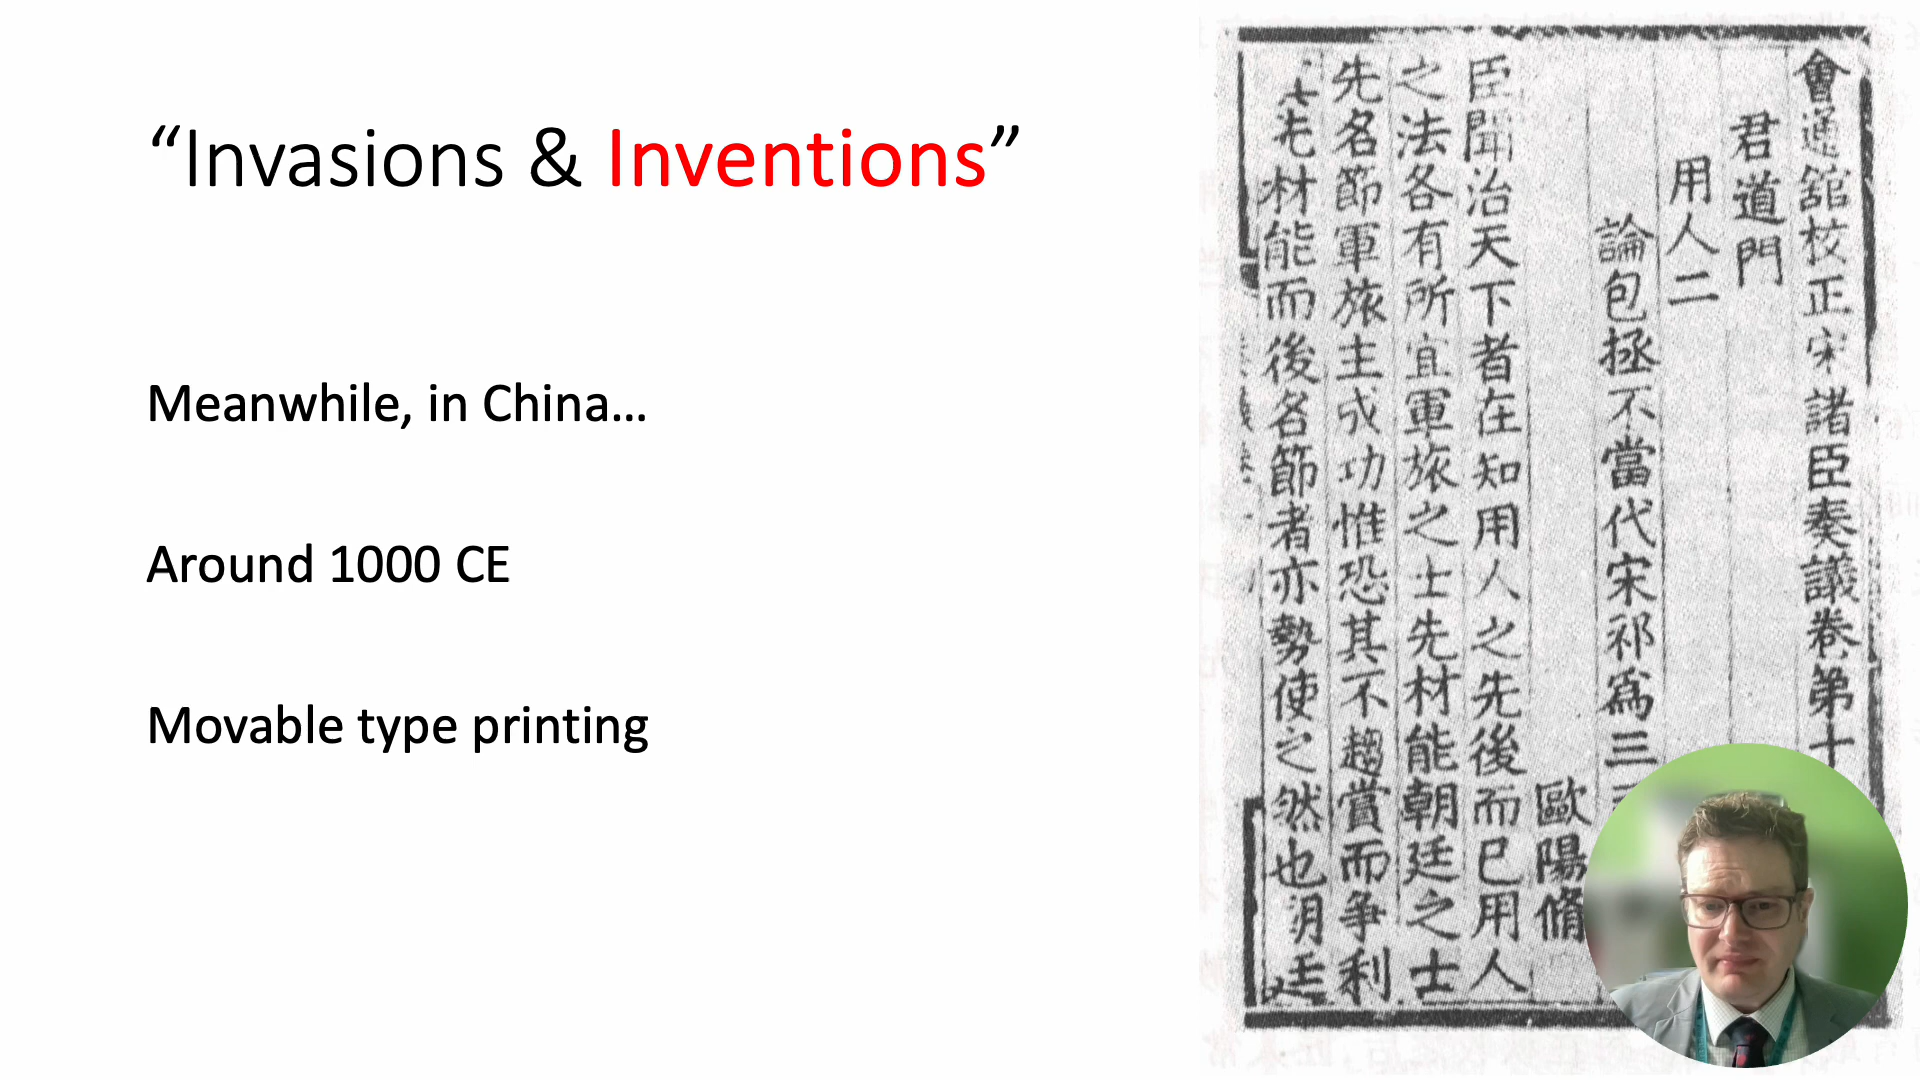 “Invasions & Inventions”
Meanwhile, in China…
Around 1000 CE
Movable type printing
會通舘校正宋諸臣奏議卷第十
君道門
用人二
論包拯不當代宋祁爲三
歐陽脩
臣聞治天下者在知用人之先後而已用人
之法各有所宜軍旅之士先材能朝廷之士
先名節軍旅主成功惟恐其不趨賞而爭利
先材能而後名節者亦勢使之然也朝廷